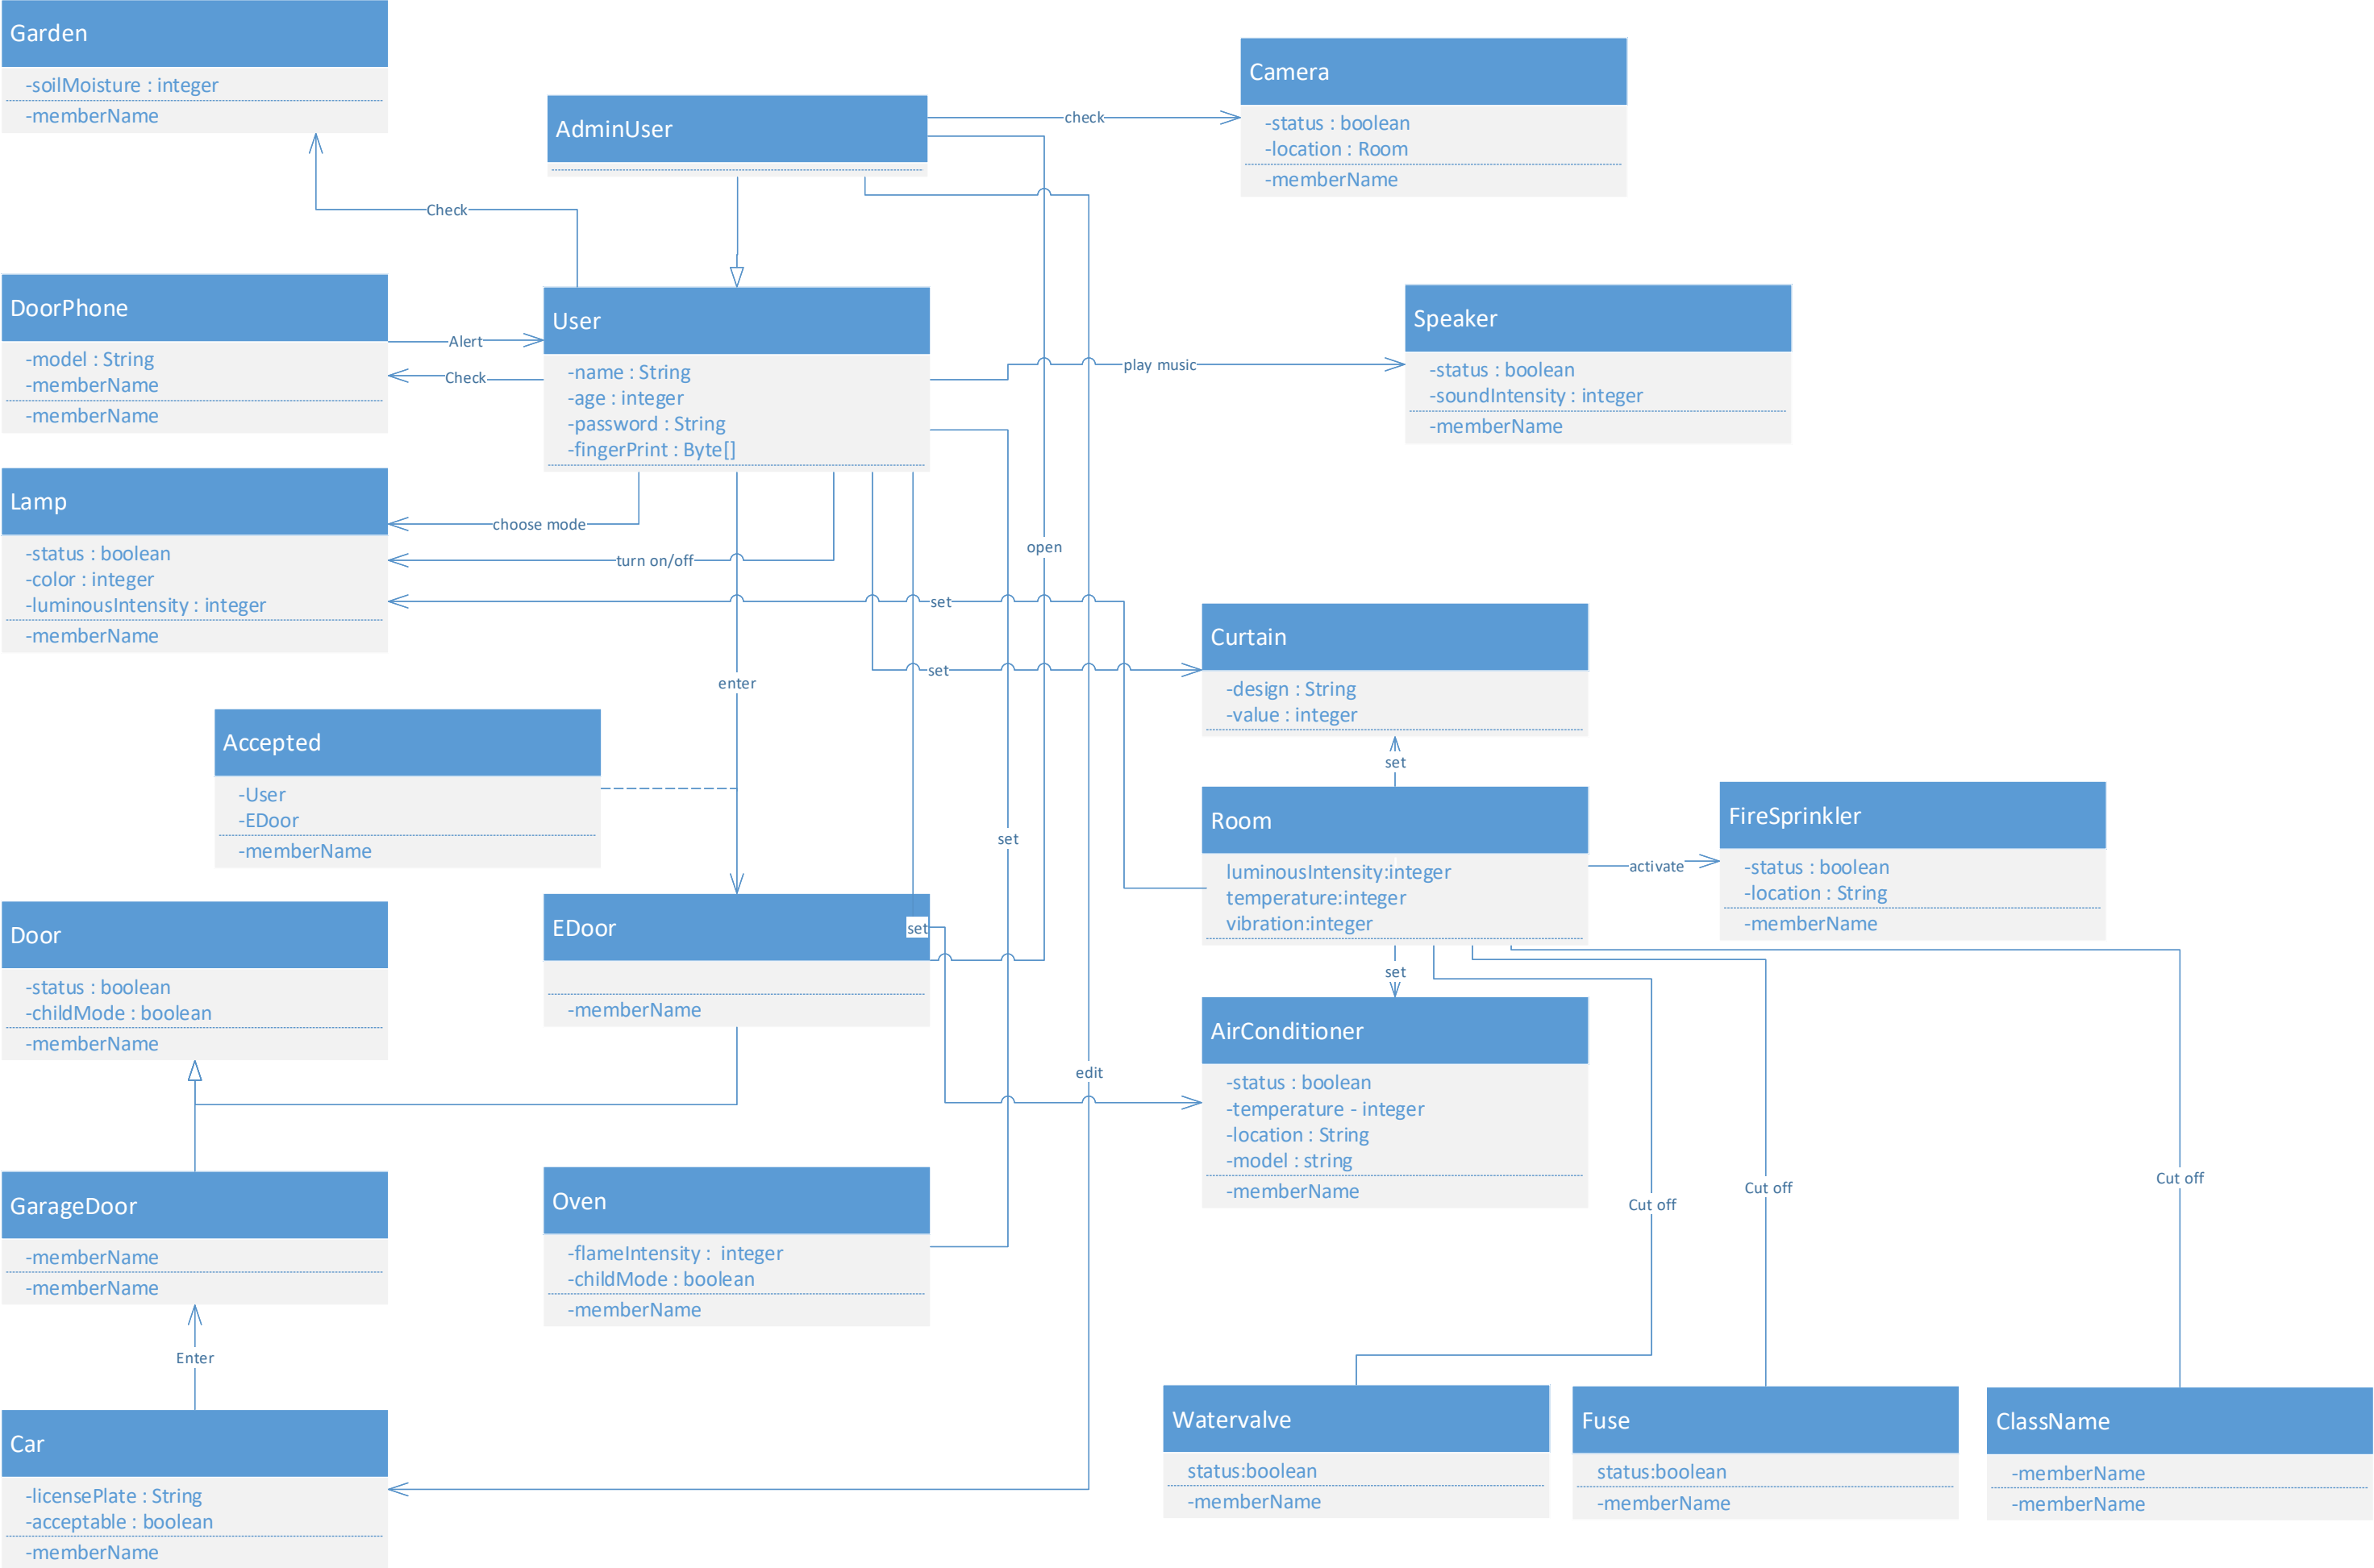 Garden
-soilMoisture : integer
-memberName
AdminUser
Camera
-status : boolean
-location : Room
-memberName
check
Check
DoorPhone
-model : String
-memberName
-memberName
Alert
Check
User
-name : String
-age : integer
-password : String
-fingerPrint : Byte[]
play music
Speaker
-status : boolean
-soundIntensity : integer
-memberName
Lamp
-status : boolean
-color : integer
-luminousIntensity : integer
-memberName
choose mode
turn on/off
open
set
set
enter
Curtain
-design : String
-value : integer
set
Accepted
-User
-EDoor
-memberName
set
Room
luminousIntensity:integer
temperature:integer
vibration:integer
activate
FireSprinkler
-status : boolean
-location : String
-memberName
Door
-status : boolean
-childMode : boolean
-memberName
EDoor
-memberName
set
set
AirConditioner
-status : boolean
-temperature - integer
-location : String
-model : string
-memberName
edit
GarageDoor
-memberName
-memberName
Oven
-flameIntensity :  integer
-childMode : boolean
-memberName
Cut off
Cut off
Cut off
Enter
Car
-licensePlate : String
-acceptable : boolean
-memberName
Watervalve
status:boolean
-memberName
Fuse
status:boolean
-memberName
ClassName
-memberName
-memberName